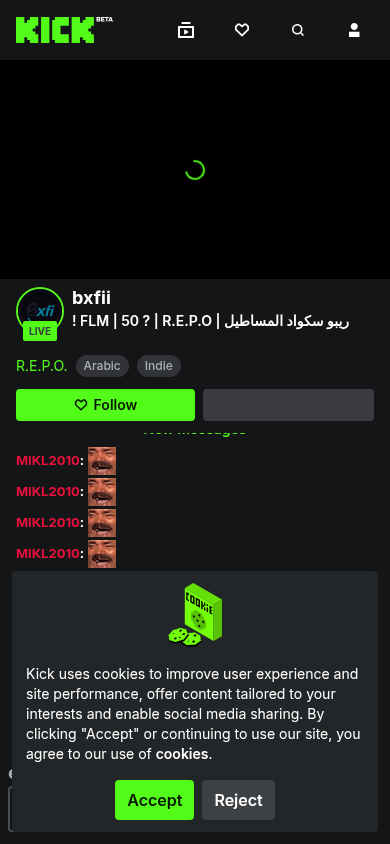 KICK BETA
Bxfii
LIVE
bxfii
! FLM | 50 ? | R.E.P.O | ريبو سكواد المساطيل
R.E.P.O.
Arabic
Indie
Follow
MIKL2010:
MIKL2010:
MIKL2010:
MIKL2010:
COOKIE
Kick uses cookies to improve user experience and
site performance, offer content tailored to your
interests and enable social media sharing. By
clicking "Accept" or continuing to use our site, you
agree to our use of cookies.
Accept
Reject